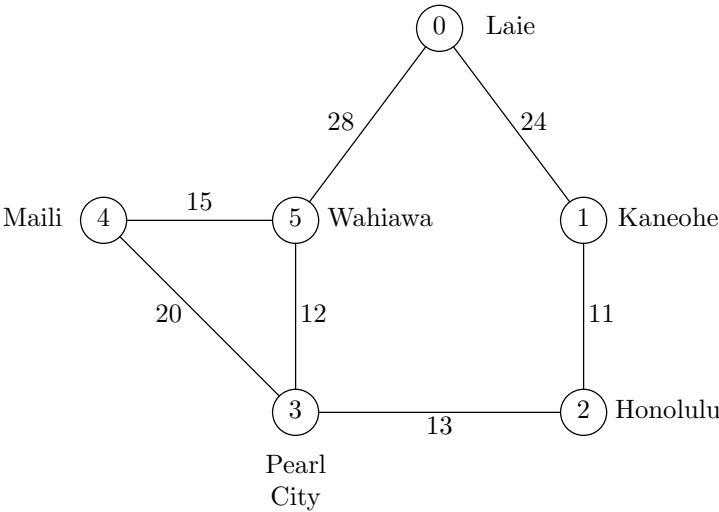 0 Laie
28
24
15
Maili 4
5 Wahiawa
1 Kaneohe
20
12
11
3
2 Honolulu
13
Pearl
City